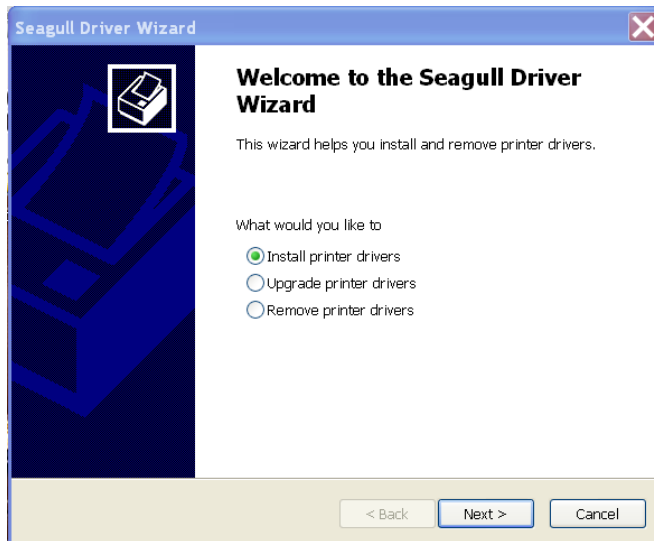 Seagull Driver Wizard
Welcome to the Seagull Driver
Wizard
This wizard helps you install and remove printer drivers.
What would you like to
Install printer drivers
Upgrade printer drivers
Remove printer drivers
< Back Next > Cancel